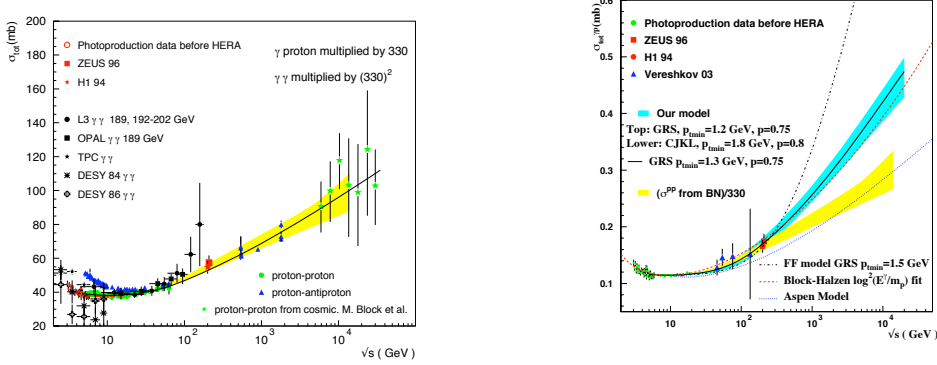 σtot(mb)
200
180
160
140
120
100
80
60
40
20
Photoproduction data before HERA
ZEUS 96
H1 94
L3 γγ 189, 192-202 GeV
OPAL γγ 189 GeV
TPC γγ
DESY 84 γγ
DESY 86 γγ
γ proton multiplied by 330
γγ multiplied by (330)²
proton-proton
proton-antiproton
proton-proton from cosmic. M. Block et al.
10 10² 10³ 10⁴
√s ( GeV )
σtotγp(mb)
0.6
0.5
0.4
0.3
0.2
0.1
Photoproduction data before HERA
ZEUS 96
H1 94
Vereshkov 03
Our model
Top: GRS, ptmin=1.2 GeV, p=0.75
Lower: CJKL, ptmin=1.8 GeV, p=0.8
GRS ptmin=1.3 GeV, p=0.75
(σpp from BN)/330
FF model GRS ptmin=1.5 GeV
Block-Halzen log²(Eγ/mp) fit
Aspen Model
10 10² 10³ 10⁴
√s ( GeV )